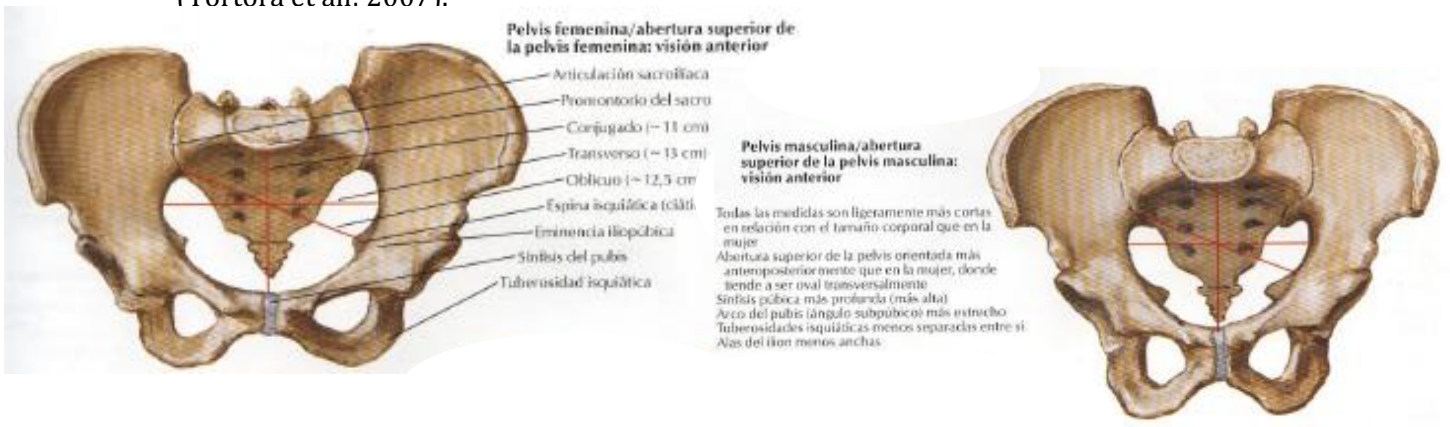 (Tortora et all. 2007).
Pelvis femenina/abertura superior de
la pelvis femenina: visión anterior
Articulación sacroilíaca
Promontorio del sacro
Conjugado (~ 11 cm)
Transverso (~ 13 cm)
Oblicuo (~ 12,5 cm
Espina isquiática (ciáti
Eminencia iliopúbica
Sínfisis del pubis
Tuberosidad isquiática
Pelvis masculina/abertura
superior de la pelvis masculina:
visión anterior
Todas las medidas son ligeramente más cortas
en relación con el tamaño corporal que en la
mujer
Abertura superior de la pelvis orientada más
anteroposteriormente que en la mujer, donde
tiende a ser oval transversalmente
Sínfisis púbica más profunda (más alta)
Arco del pubis (ángulo subpúbico) más estrecho
Tuberosidades isquiáticas menos separadas entre sí
Alas del ilion menos anchas